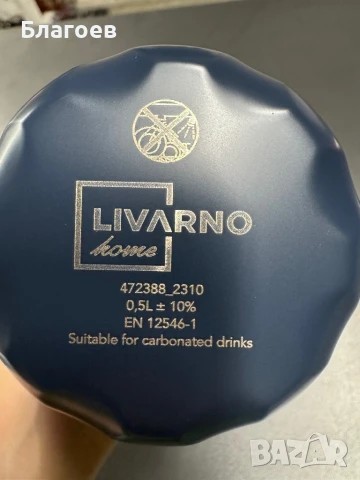 Благоев
LIVARNO
home
472388_2310
0,5L ± 10%
EN 12546-1
Suitable for carbonated drinks
BAZAR